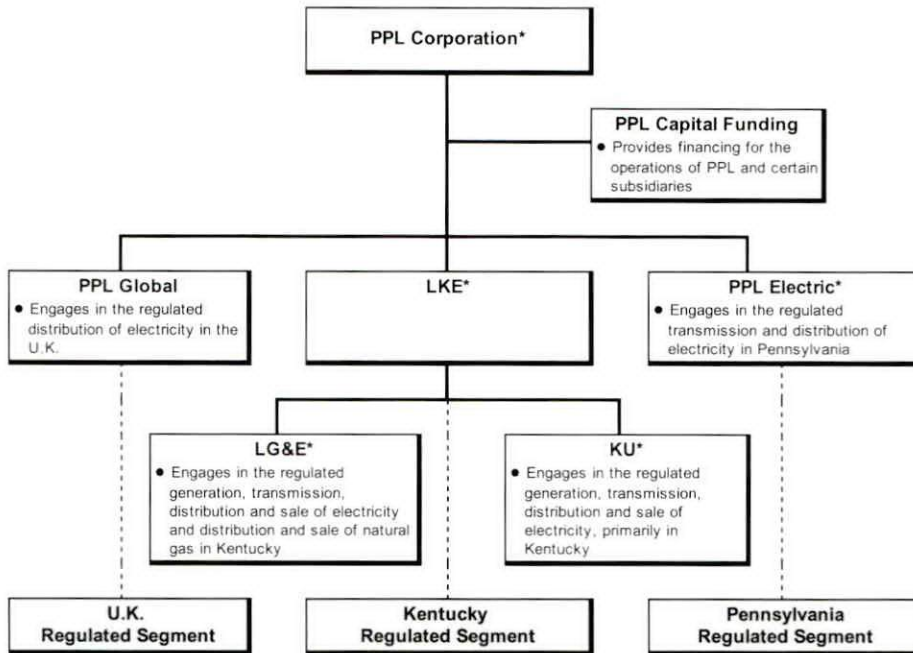 PPL Corporation*
PPL Capital Funding
● Provides financing for the
operations of PPL and certain
subsidiaries
PPL Global
● Engages in the regulated
distribution of electricity in the
U.K.
LKE*
PPL Electric*
● Engages in the regulated
transmission and distribution of
electricity in Pennsylvania
LG&E*
● Engages in the regulated
generation, transmission,
distribution and sale of electricity
and distribution and sale of natural
gas in Kentucky
KU*
● Engages in the regulated
generation, transmission,
distribution and sale of
electricity, primarily in
Kentucky
U.K.
Regulated Segment
Kentucky
Regulated Segment
Pennsylvania
Regulated Segment